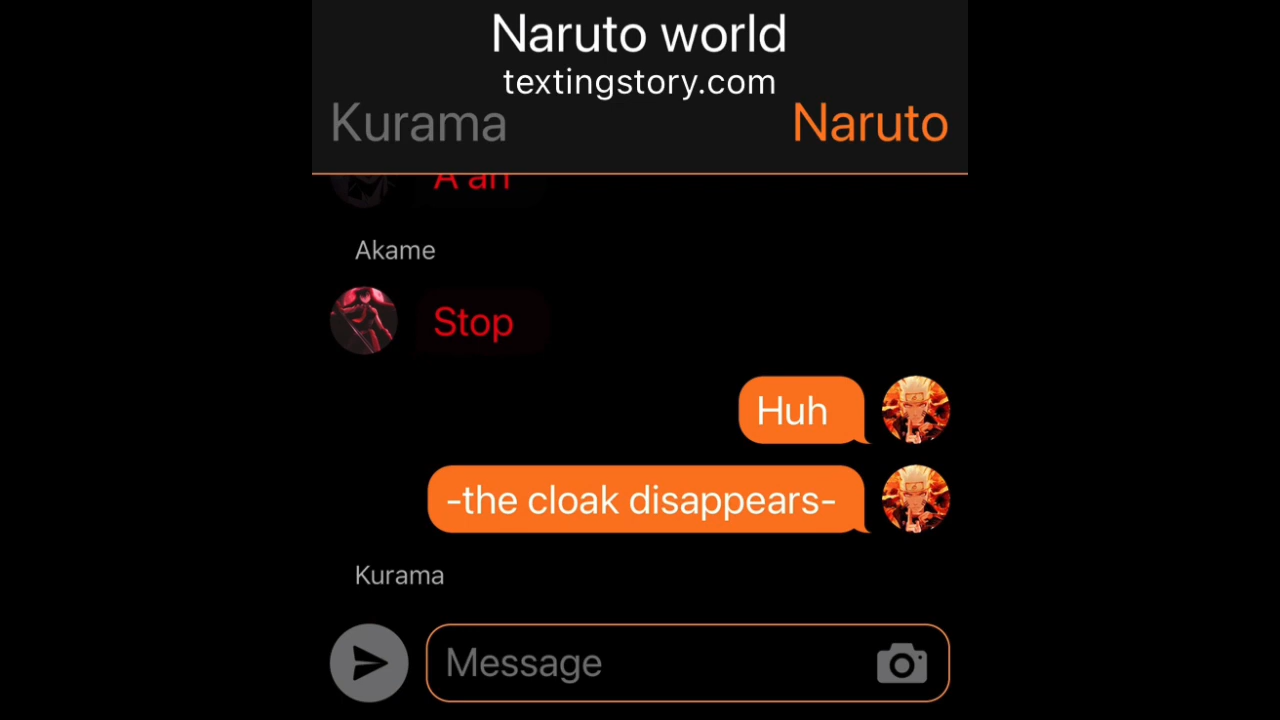 Naruto world
textingstory.com
Kurama
Naruto
Akame
Stop
Huh
-the cloak disappears-
Kurama
Message